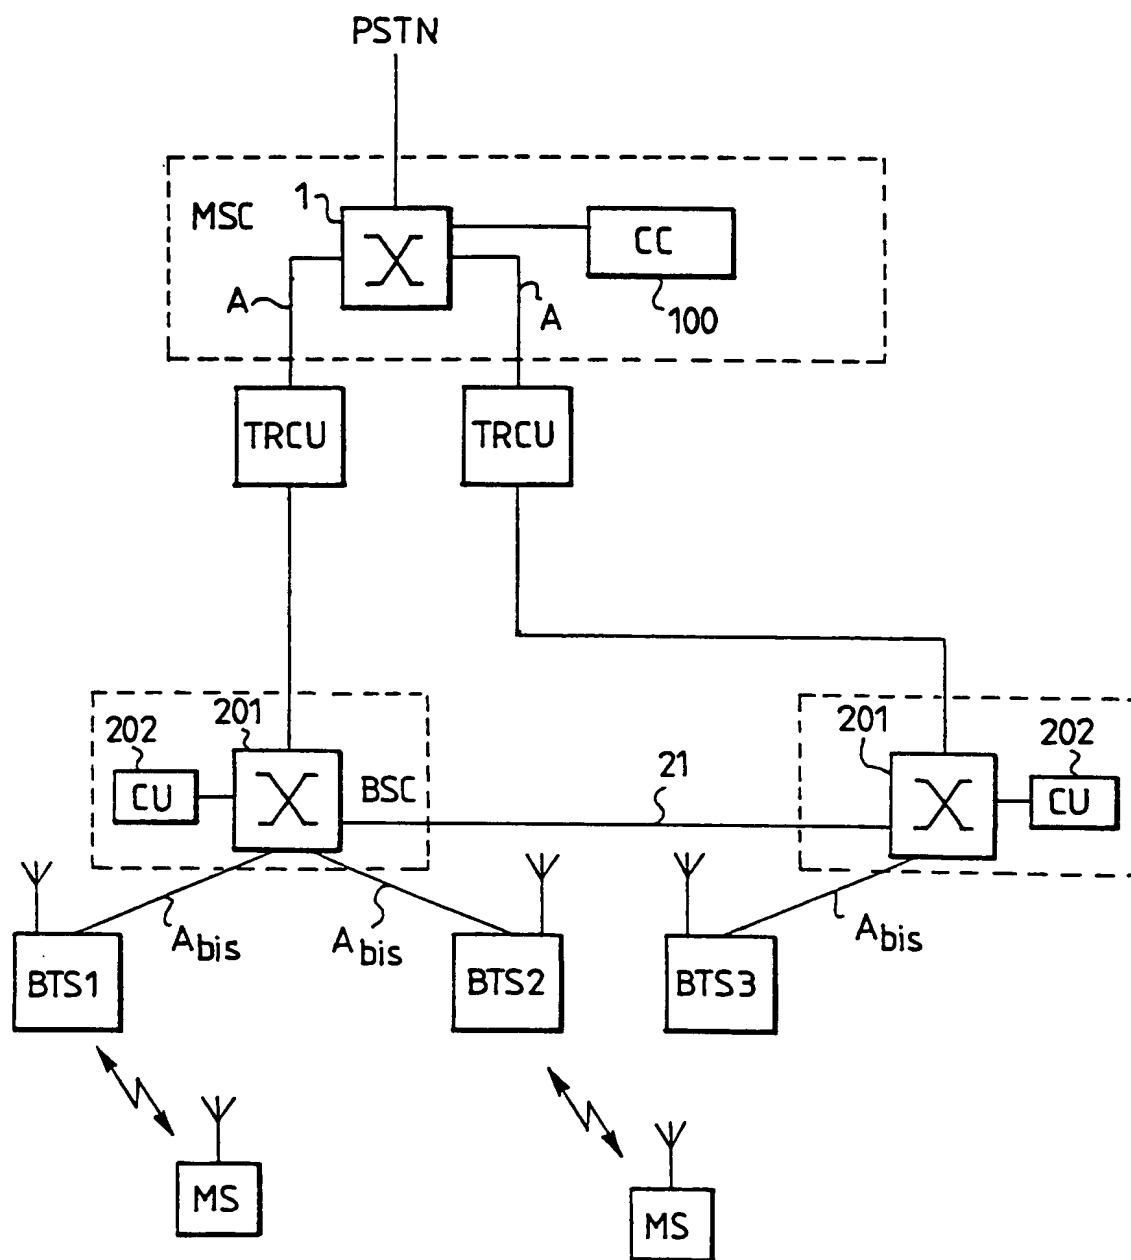 PSTN
MSC
1
CC
100
A
A
TRCU
TRCU
202
201
CU
BSC
21
201
202
CU
Abis
Abis
Abis
BTS1
BTS2
BTS3
MS
MS